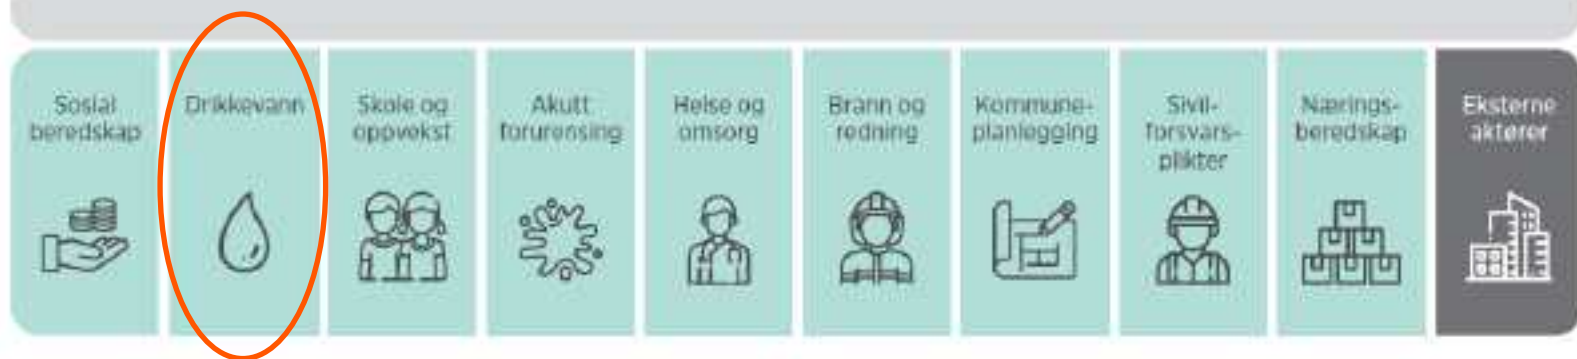 Sosial
beredskap
Drikkevann
Skole og
oppvekst
Akutt
forurensing
Helse og
omsorg
Brann og
redning
Kommune-
planlegging
Sivil-
forsvars-
plikter
Nærings-
beredskap
Eksterne
aktører